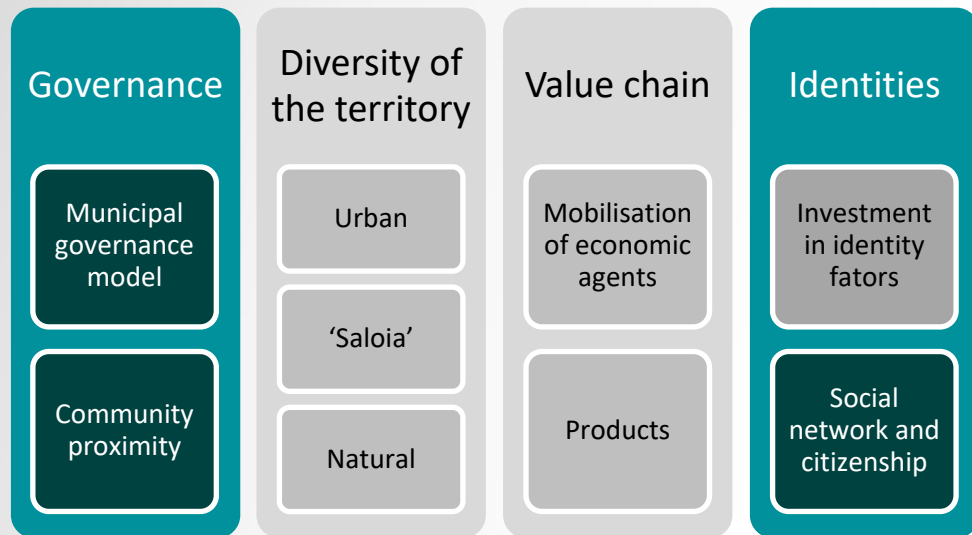 Governance
Municipal
governance
model
Community
proximity
Diversity of
the territory
Urban
‘Saloia’
Natural
Value chain
Mobilisation
of economic
agents
Products
Identities
Investment
in identity
fators
Social
network and
citizenship